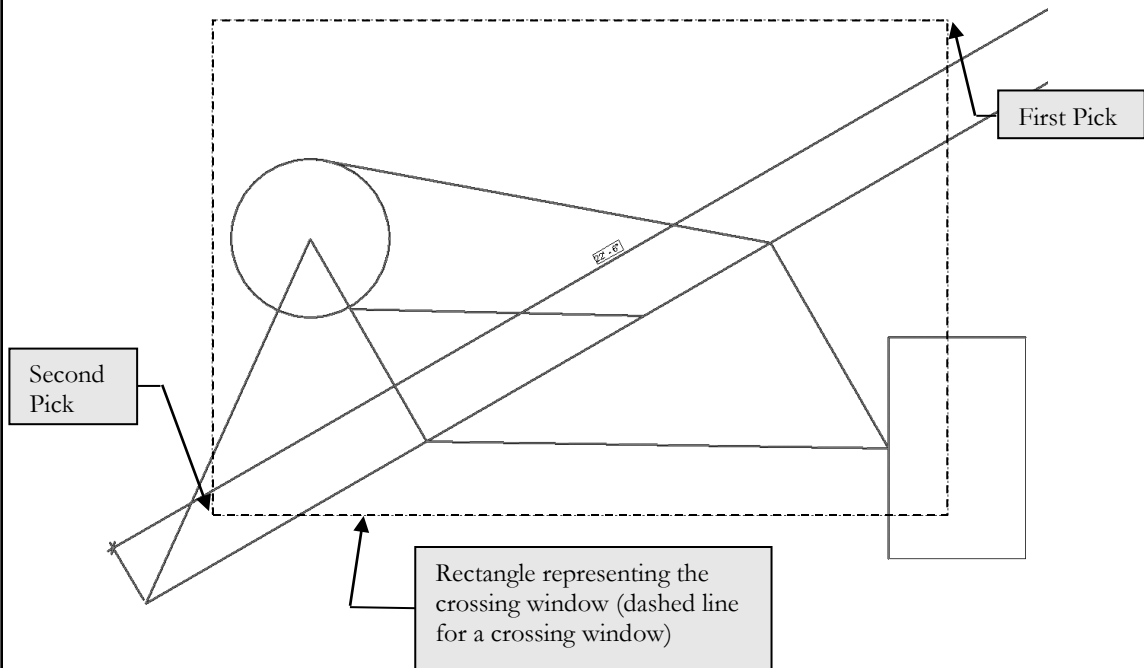 First Pick
22' - 6"
Second
Pick
Rectangle representing the
crossing window (dashed line
for a crossing window)